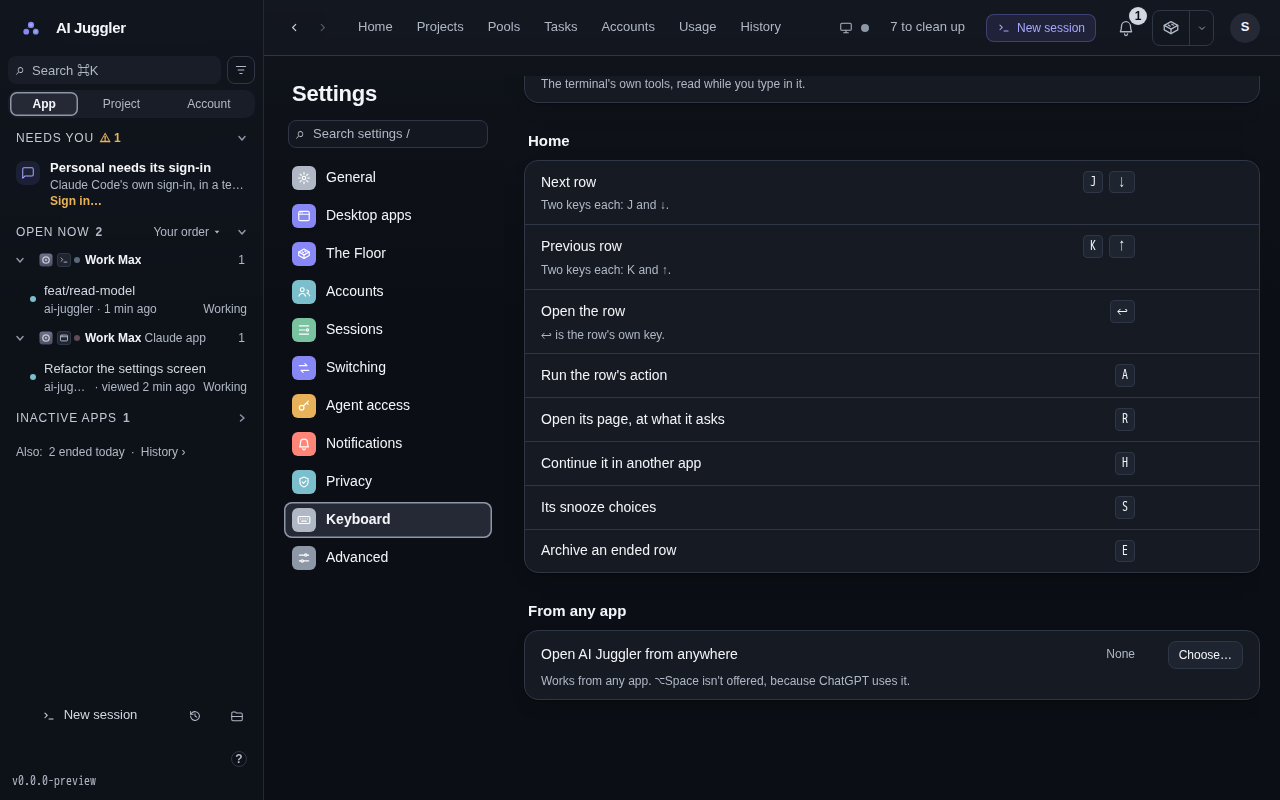 AI Juggler
Search ⌘K
App
Project
Account
NEEDS YOU 1
Personal needs its sign-in
Claude Code's own sign-in, in a te…
Sign in…
OPEN NOW 2
Your order
Work Max
1
feat/read-model
ai-juggler · 1 min ago
Working
Work Max Claude app
1
Refactor the settings screen
ai-jug… · viewed 2 min ago
Working
INACTIVE APPS 1
Also: 2 ended today · History ›
New session
?
v0.0.0-preview
Home
Projects
Pools
Tasks
Accounts
Usage
History
7 to clean up
New session
1
S
Settings
Search settings /
General
Desktop apps
The Floor
Accounts
Sessions
Switching
Agent access
Notifications
Privacy
Keyboard
Advanced
The terminal's own tools, read while you type in it.
Home
Next row
J ↓
Two keys each: J and ↓.
Previous row
K ↑
Two keys each: K and ↑.
Open the row
↩
↩ is the row's own key.
Run the row's action
A
Open its page, at what it asks
R
Continue it in another app
H
Its snooze choices
S
Archive an ended row
E
From any app
Open AI Juggler from anywhere
None
Choose…
Works from any app. ⌥Space isn't offered, because ChatGPT uses it.